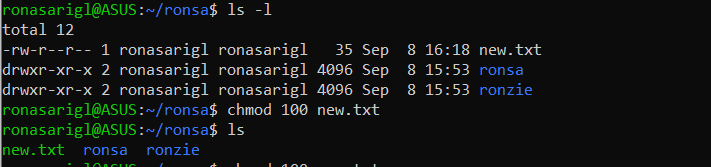 ronasarigl@ASUS:~/ronsa$ ls -l
total 12
-rw-r--r-- 1 ronasarigl ronasarigl   35 Sep  8 16:18 new.txt
drwxr-xr-x 2 ronasarigl ronasarigl 4096 Sep  8 15:53 ronsa
drwxr-xr-x 2 ronasarigl ronasarigl 4096 Sep  8 15:53 ronzie
ronasarigl@ASUS:~/ronsa$ chmod 100 new.txt
ronasarigl@ASUS:~/ronsa$ ls
new.txt  ronsa  ronzie